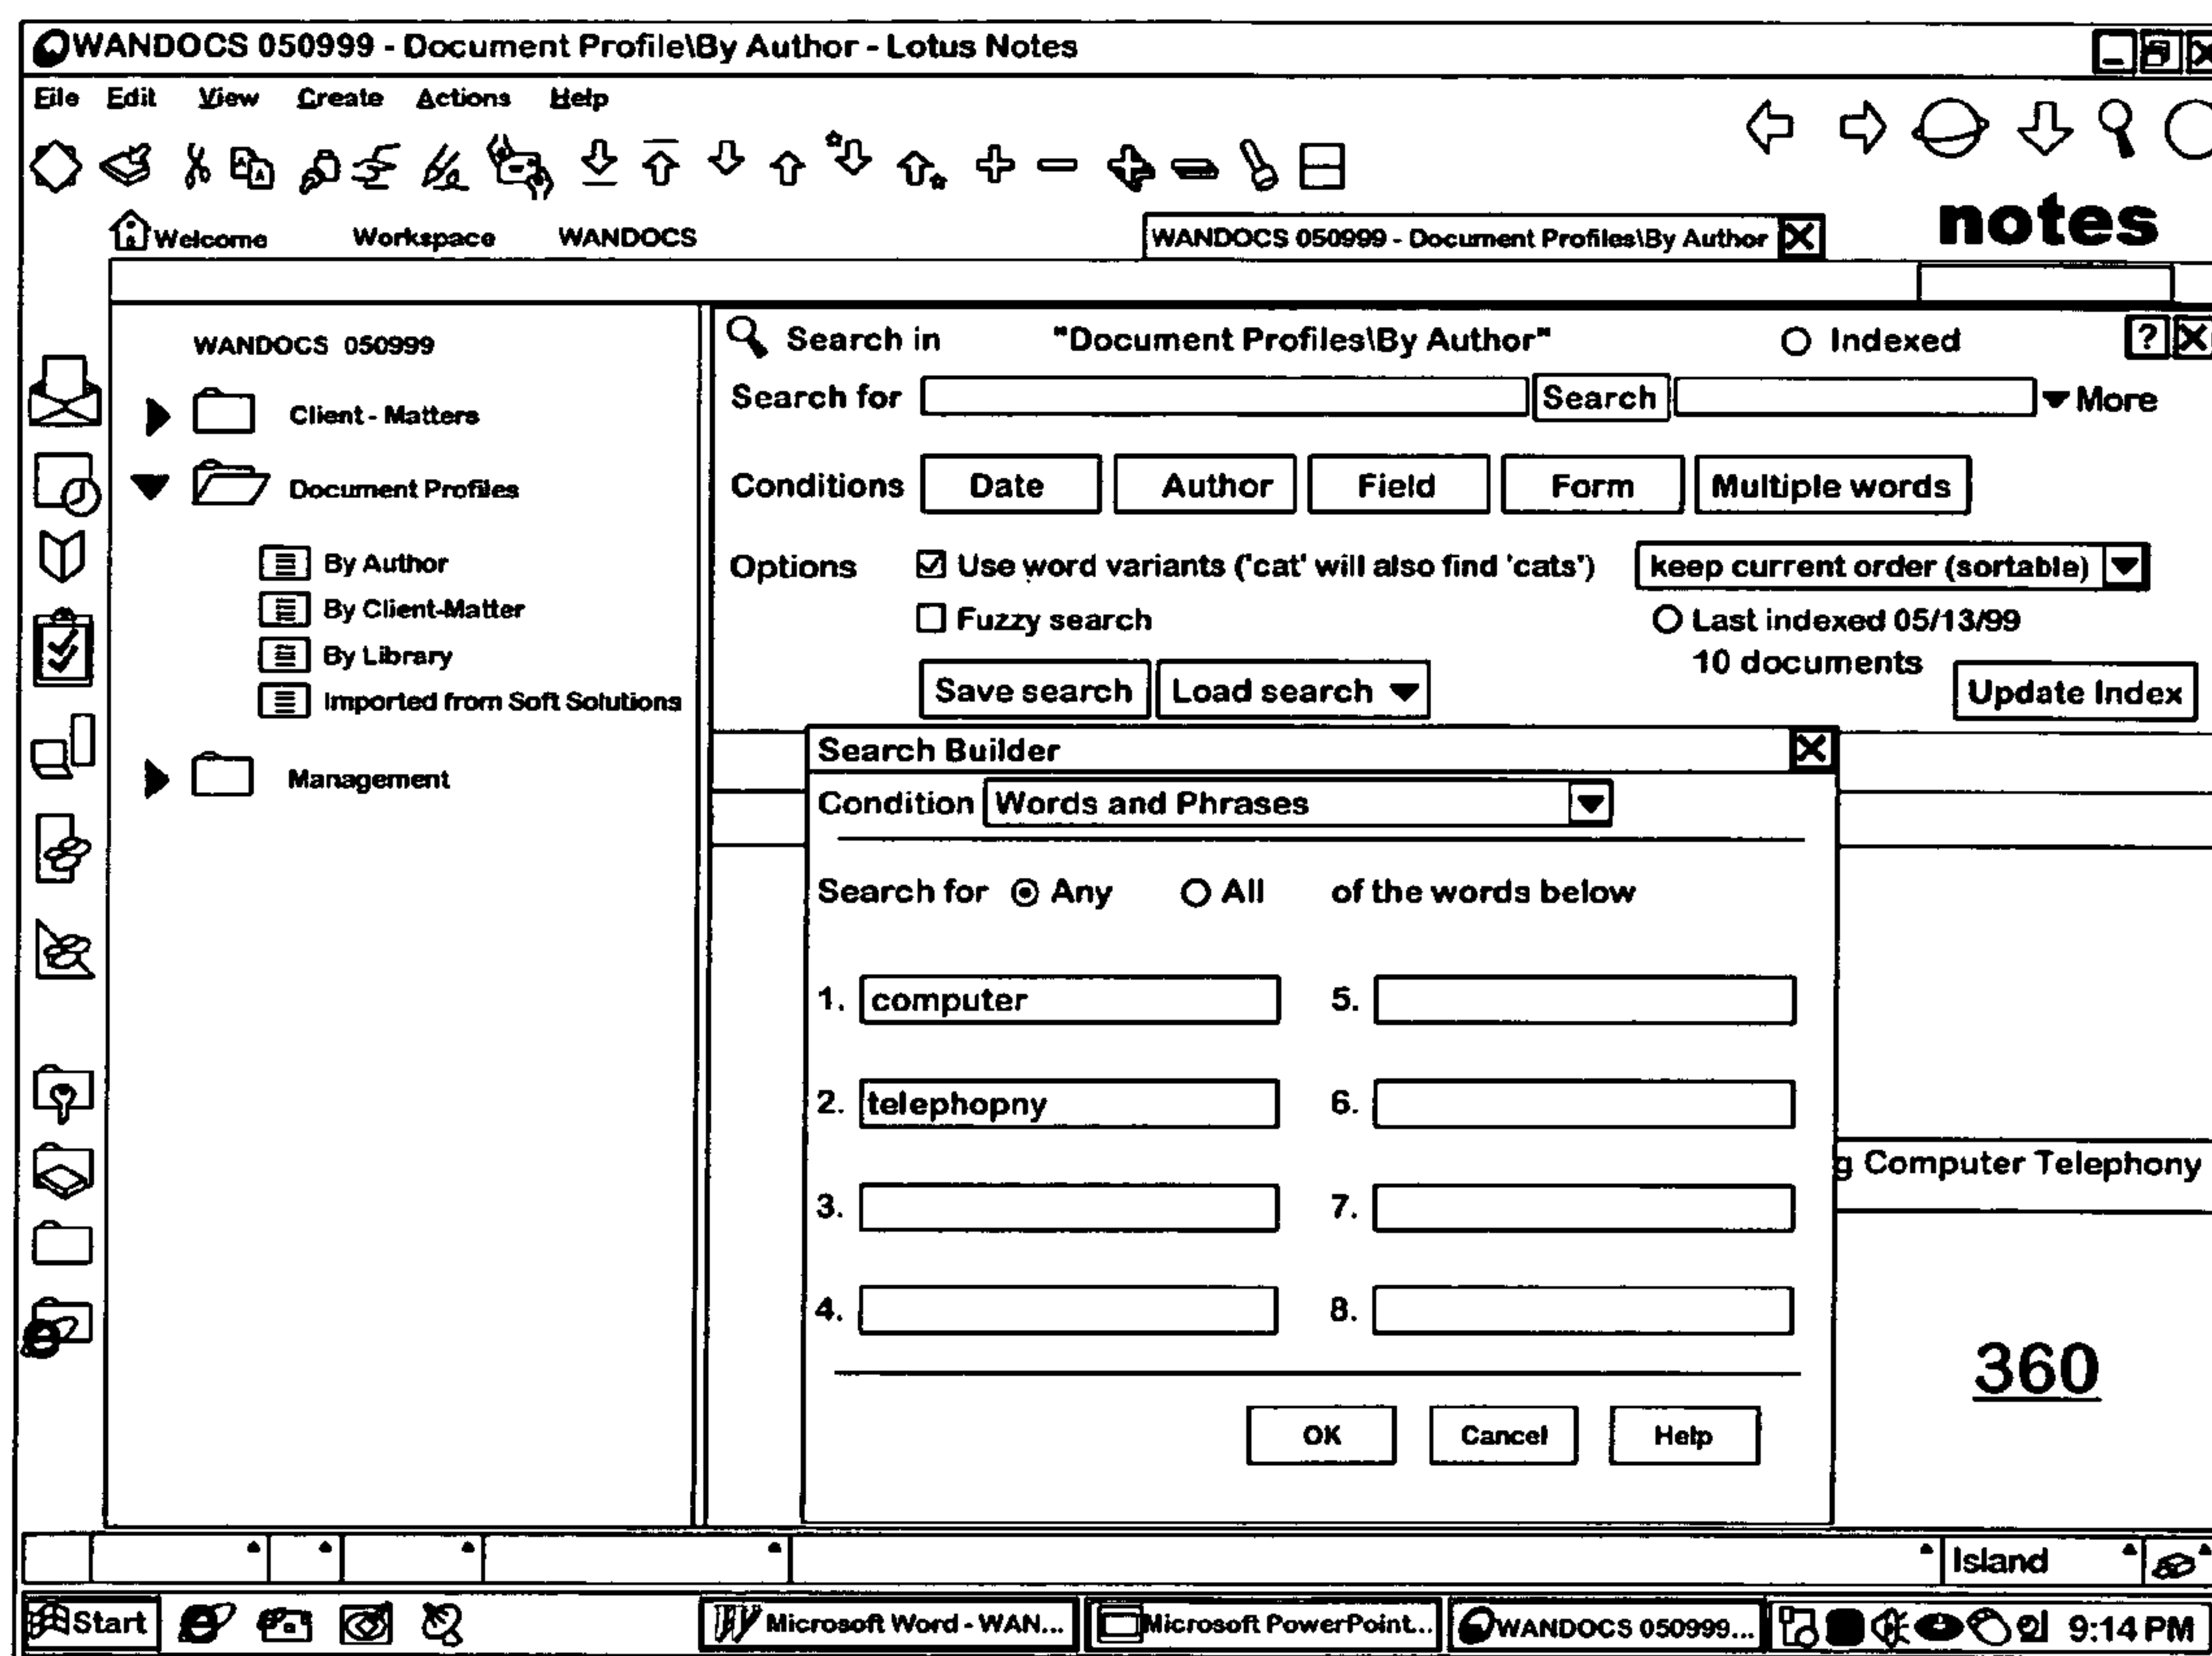 WANDOCS 050999 - Document Profile\By Author - Lotus Notes
File Edit View Create Actions Help
notes
Welcome Workspace WANDOCS WANDOCS 050999 - Document Profiles\By Author
WANDOCS 050999
Client - Matters
Document Profiles
By Author
By Client-Matter
By Library
Imported from Soft Solutions
Management
Search in "Document Profiles\By Author" Indexed ?
Search for Search More
Conditions Date Author Field Form Multiple words
Options Use word variants ('cat' will also find 'cats') keep current order (sortable)
Fuzzy search Last indexed 05/13/99
10 documents
Save search Load search Update Index
Search Builder
Condition Words and Phrases
Search for Any All of the words below
1. computer 5.
2. telephopny 6.
g Computer Telephony
3. 7.
4. 8.
360
OK Cancel Help
Island
Start Microsoft Word - WAN... Microsoft PowerPoint... WANDOCS 050999... 9:14 PM